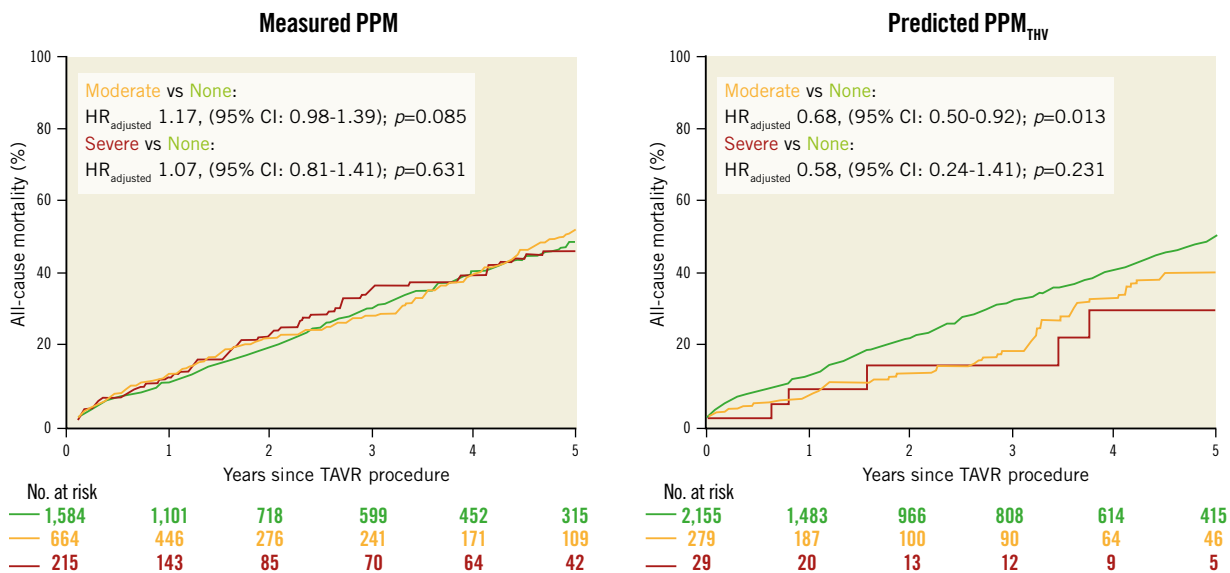 Measured PPM
Moderate vs None:
HRadjusted 1.17, (95% CI: 0.98-1.39); p=0.085
Severe vs None:
HRadjusted 1.07, (95% CI: 0.81-1.41); p=0.631
All-cause mortality (%)
100
80
60
40
20
0
0 1 2 3 4 5
Years since TAVR procedure
No. at risk
1,584 1,101 718 599 452 315
664 446 276 241 171 109
215 143 85 70 64 42
Predicted PPMTHV
Moderate vs None:
HRadjusted 0.68, (95% CI: 0.50-0.92); p=0.013
Severe vs None:
HRadjusted 0.58, (95% CI: 0.24-1.41); p=0.231
All-cause mortality (%)
100
80
60
40
20
0
0 1 2 3 4 5
Years since TAVR procedure
No. at risk
2,155 1,483 966 808 614 415
279 187 100 90 64 46
29 20 13 12 9 5